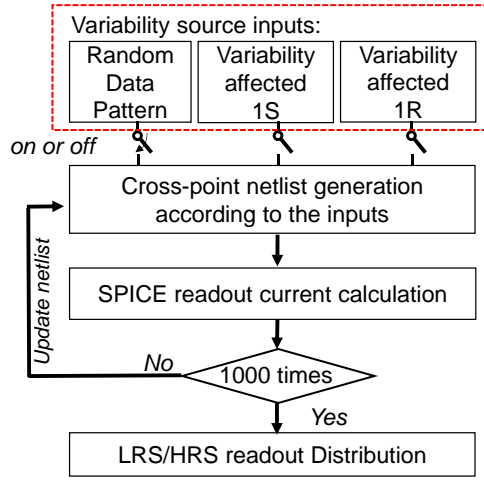 Variability source inputs:
Random
Data
Pattern
Variability
affected
1S
Variability
affected
1R
on or off
Cross-point netlist generation
according to the inputs
Update netlist
SPICE readout current calculation
No
1000 times
Yes
LRS/HRS readout Distribution